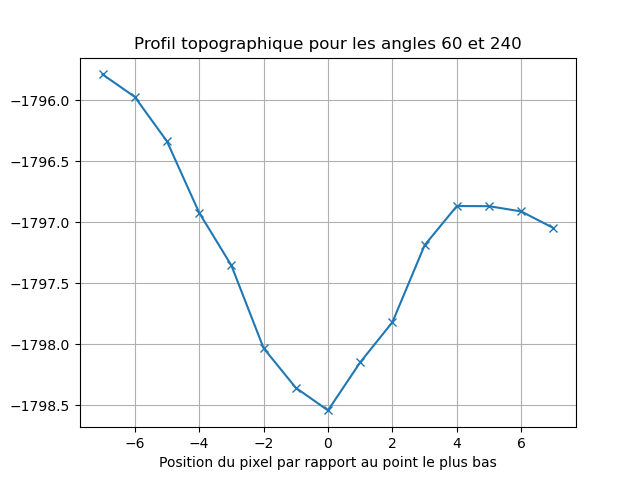 Profil topographique pour les angles 60 et 240
−1796.0
−1796.5
−1797.0
−1797.5
−1798.0
−1798.5
−6 −4 −2 0 2 4 6
Position du pixel par rapport au point le plus bas